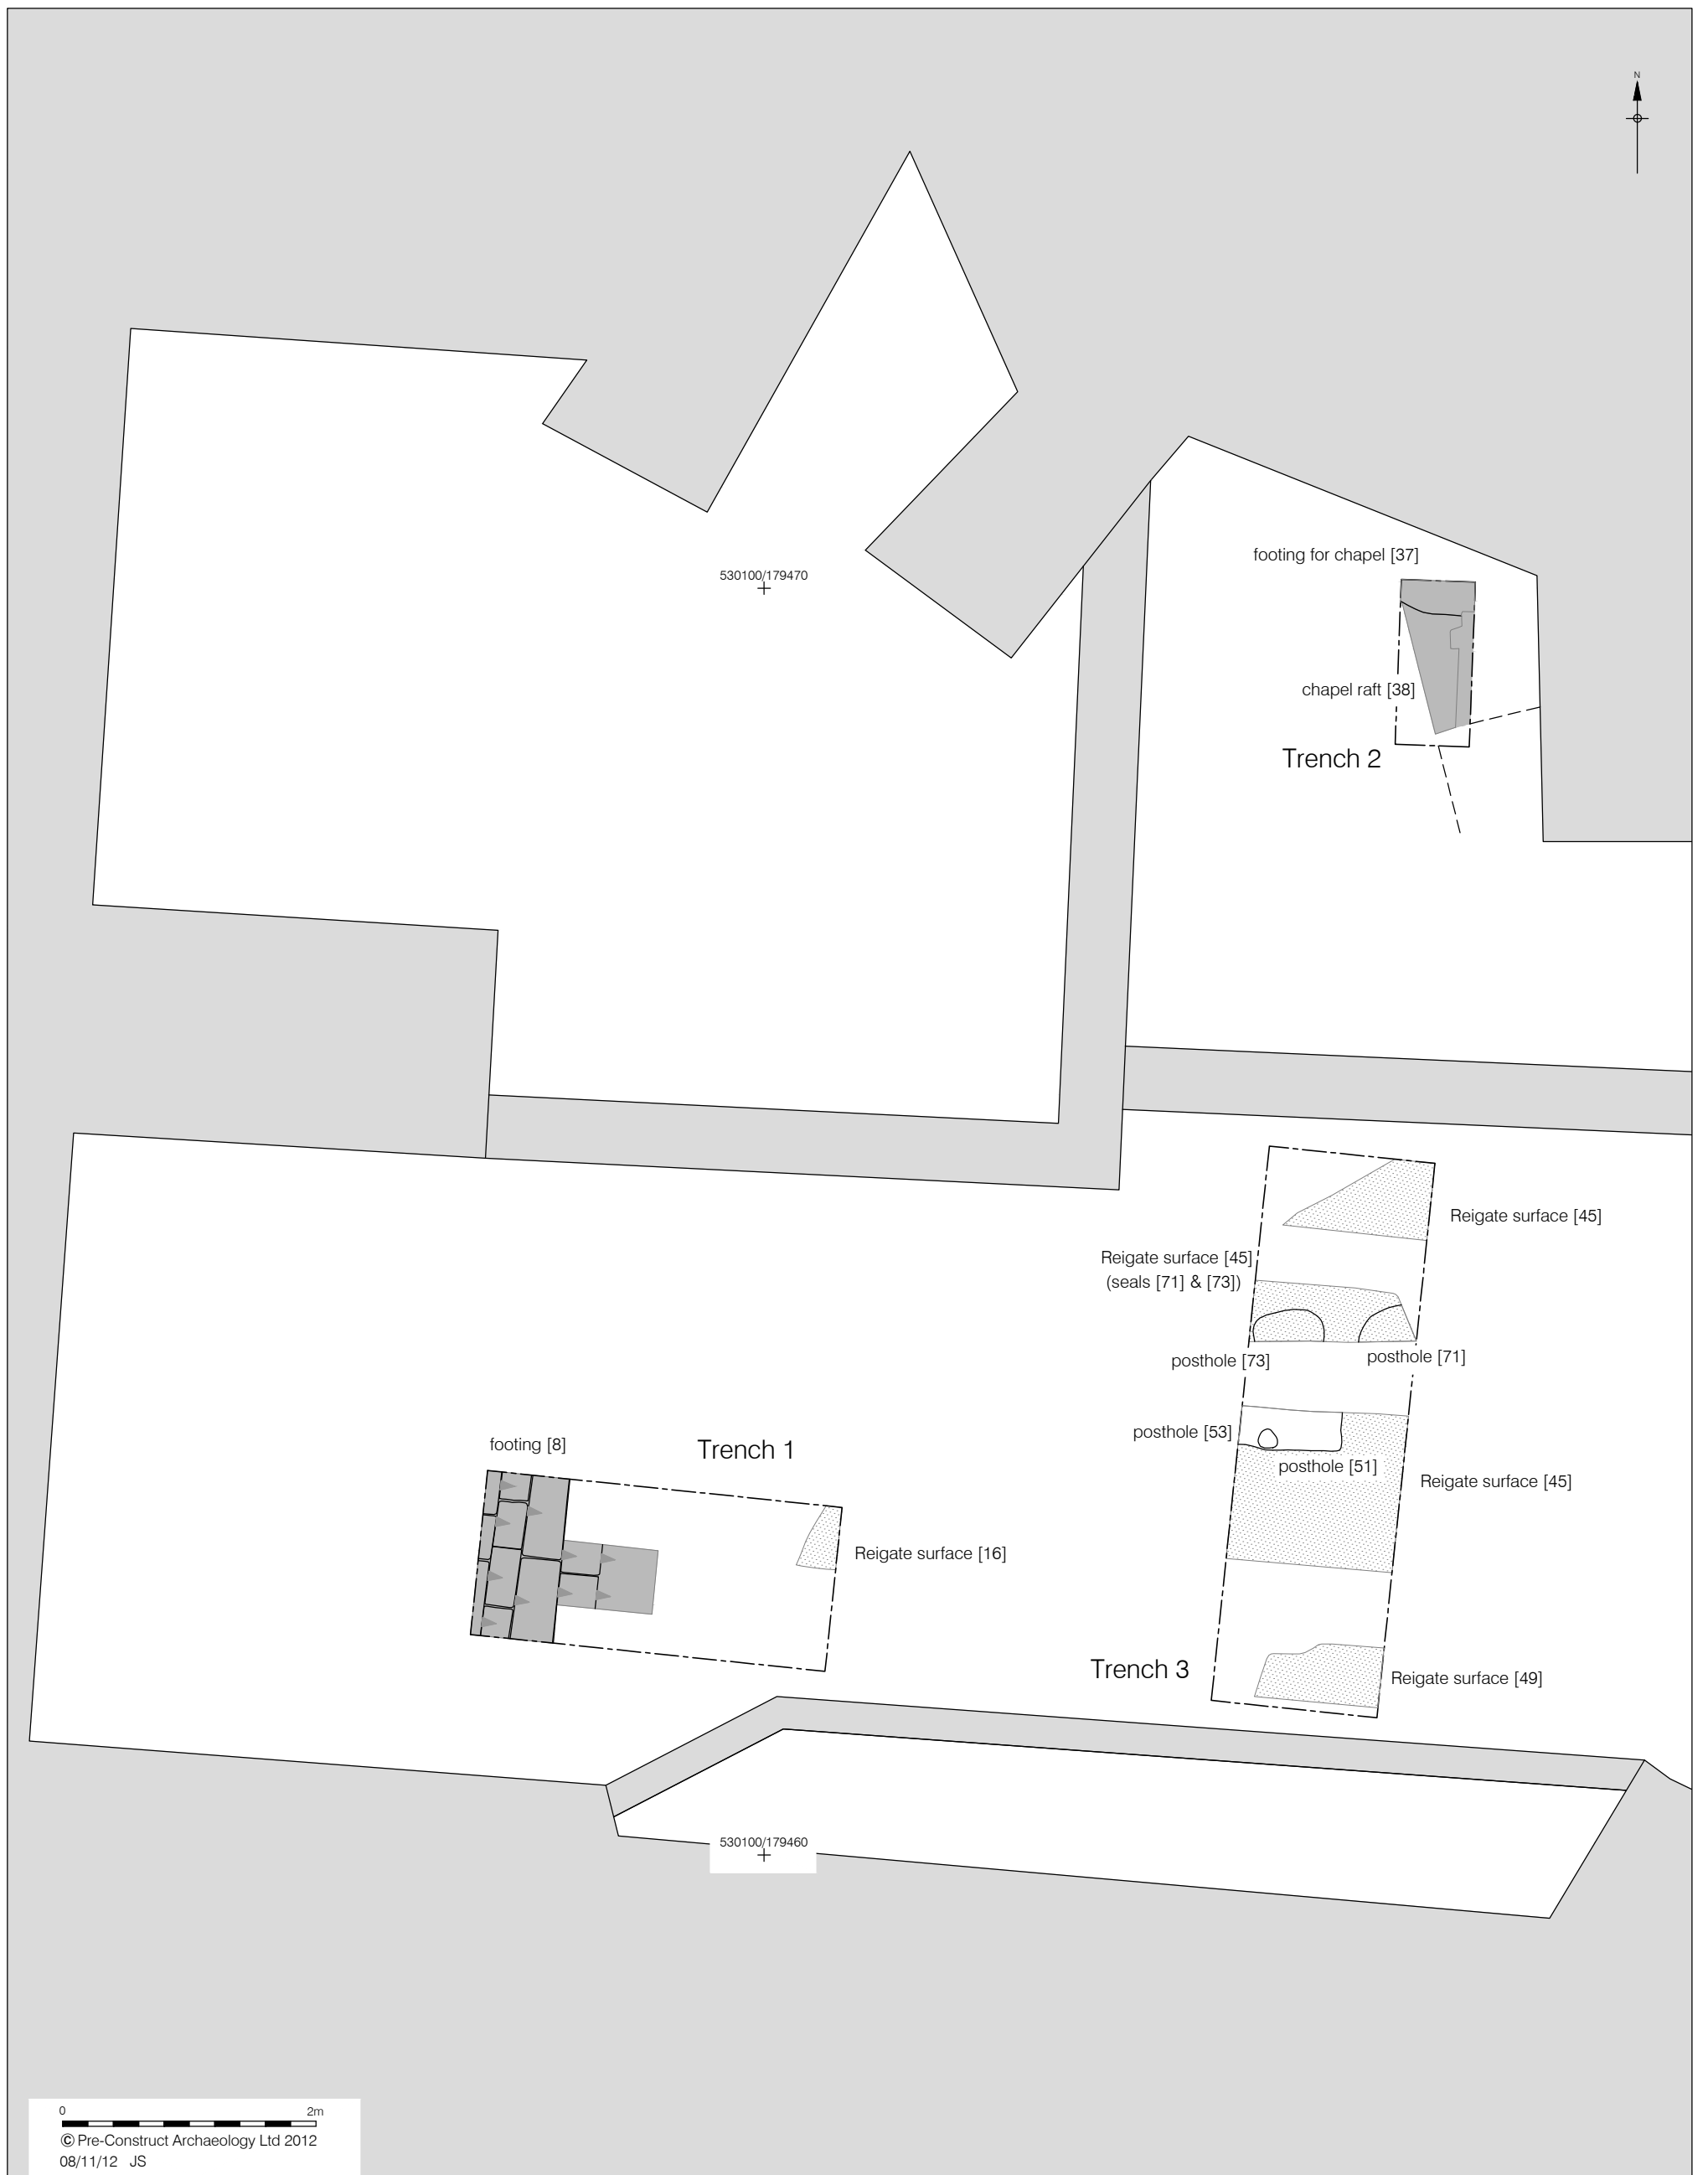 N
530100/179470
footing for chapel [37]
chapel raft [38]
Trench 2
Reigate surface [45]
Reigate surface [45]
(seals [71] & [73])
posthole [73]
posthole [71]
posthole [53]
posthole [51]
Reigate surface [45]
footing [8]
Trench 1
Reigate surface [16]
Trench 3
Reigate surface [49]
530100/179460
0 2m
© Pre-Construct Archaeology Ltd 2012
08/11/12 JS